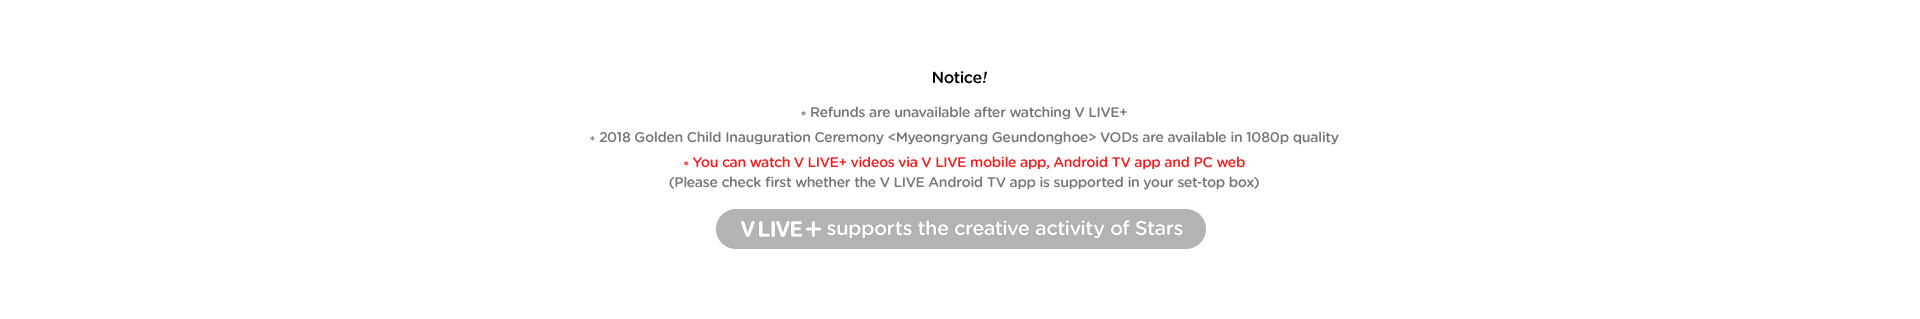 Notice!
* Refunds are unavailable after watching V LIVE+
* 2018 Golden Child Inauguration Ceremony <Myeongryang Geundonghoe> VODs are available in 1080p quality
* You can watch V LIVE+ videos via V LIVE mobile app, Android TV app and PC web
(Please check first whether the V LIVE Android TV app is supported in your set-top box)
V LIVE+ supports the creative activity of Stars